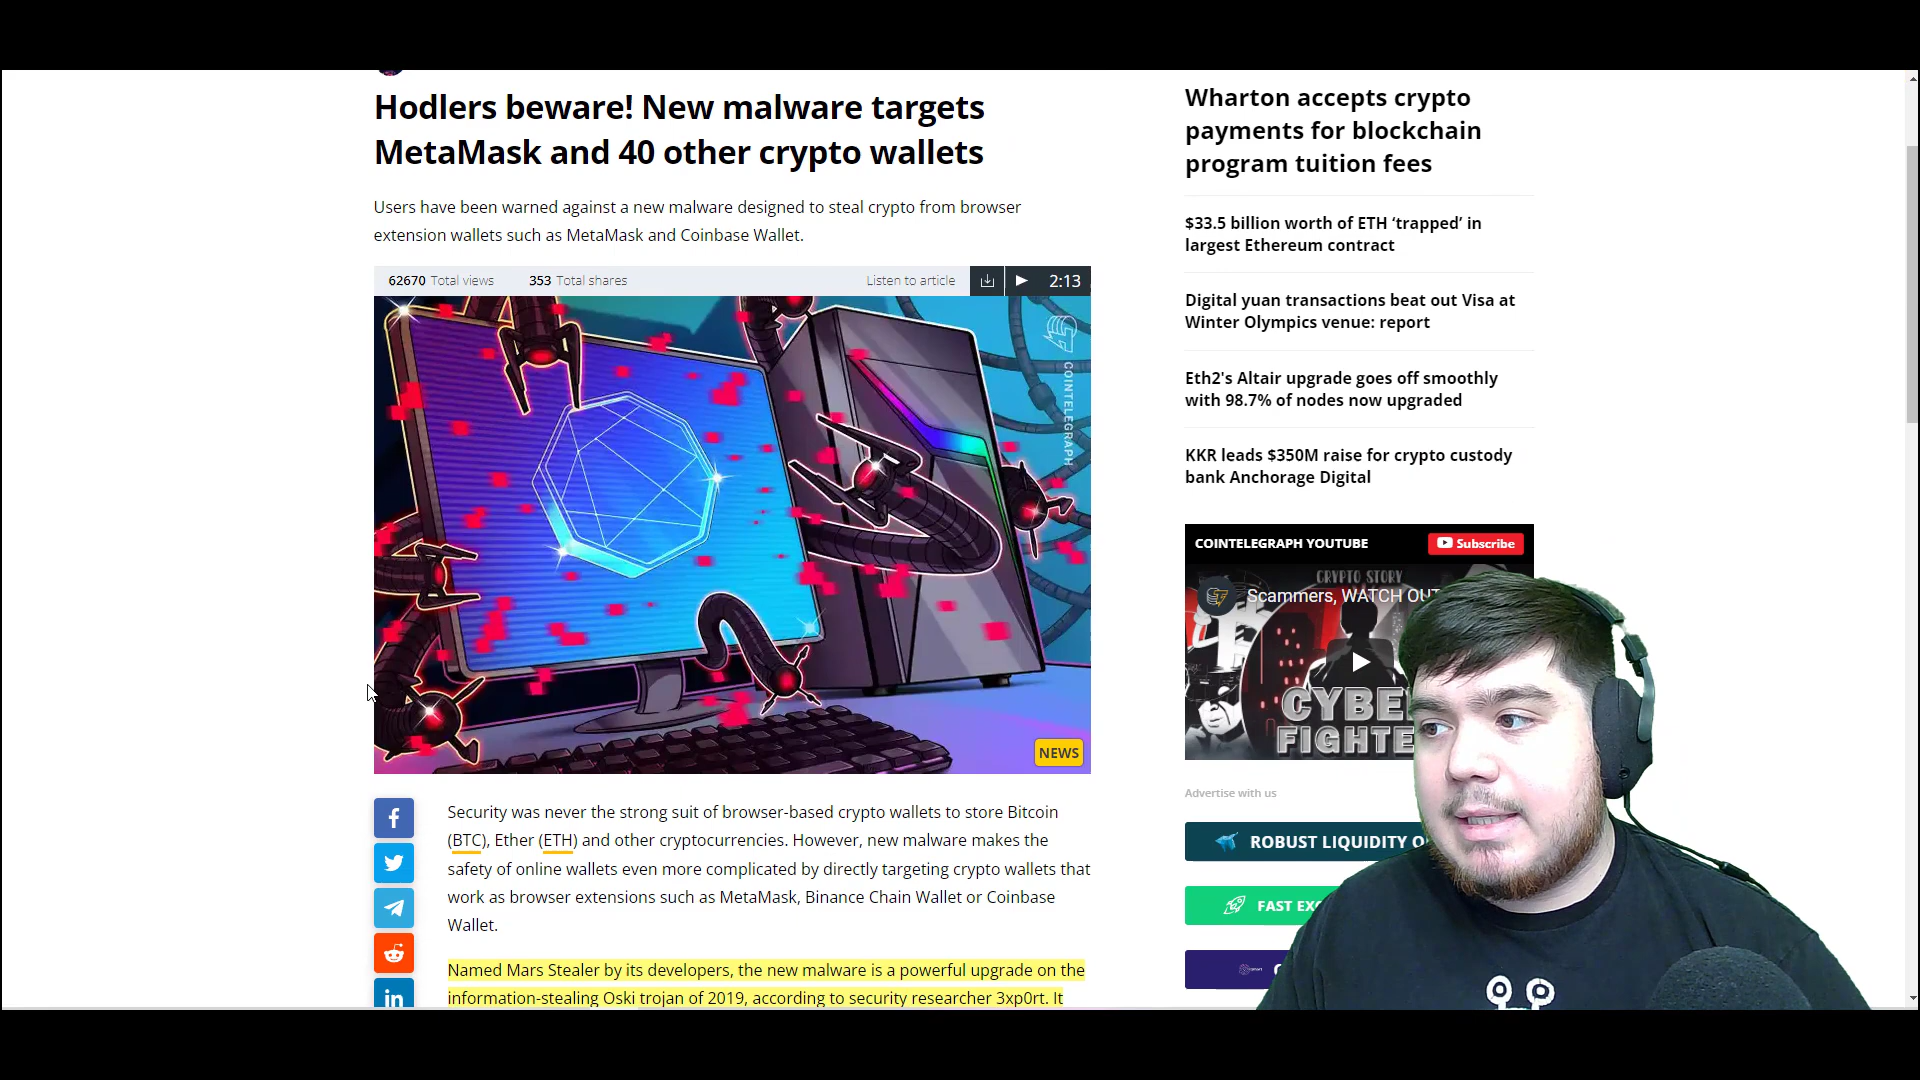 Hodlers beware! New malware targets
MetaMask and 40 other crypto wallets
Users have been warned against a new malware designed to steal crypto from browser
extension wallets such as MetaMask and Coinbase Wallet.
62670 Total views 353 Total shares Listen to article 2:13
COINTELEGRAPH
NEWS
Security was never the strong suit of browser-based crypto wallets to store Bitcoin
(BTC), Ether (ETH) and other cryptocurrencies. However, new malware makes the
safety of online wallets even more complicated by directly targeting crypto wallets that
work as browser extensions such as MetaMask, Binance Chain Wallet or Coinbase
Wallet.
Named Mars Stealer by its developers, the new malware is a powerful upgrade on the
information-stealing Oski trojan of 2019, according to security researcher 3xp0rt. It
Wharton accepts crypto
payments for blockchain
program tuition fees
$33.5 billion worth of ETH ‘trapped’ in
largest Ethereum contract
Digital yuan transactions beat out Visa at
Winter Olympics venue: report
Eth2's Altair upgrade goes off smoothly
with 98.7% of nodes now upgraded
KKR leads $350M raise for crypto custody
bank Anchorage Digital
COINTELEGRAPH YOUTUBE Subscribe
CRYPTO STORY
Scammers, WATCH OUT
CYBE
FIGHTE
Advertise with us
ROBUST LIQUIDITY
FAST EX